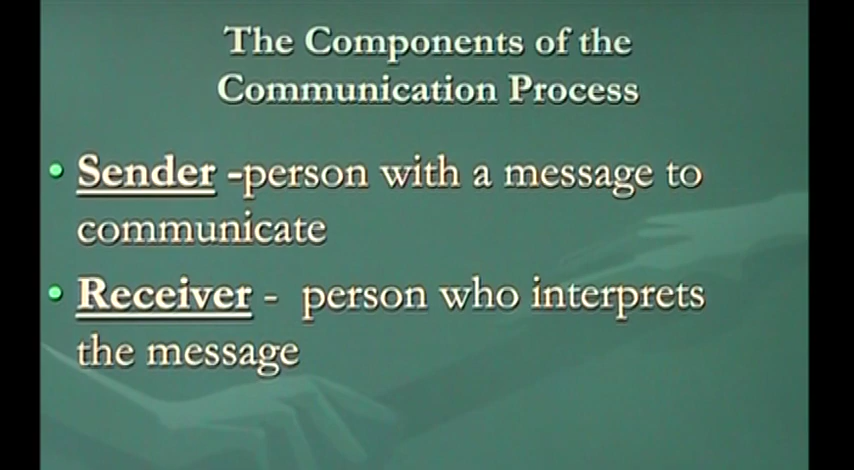 The Components of the
Communication Process
• Sender -person with a message to
communicate
• Receiver - person who interprets
the message